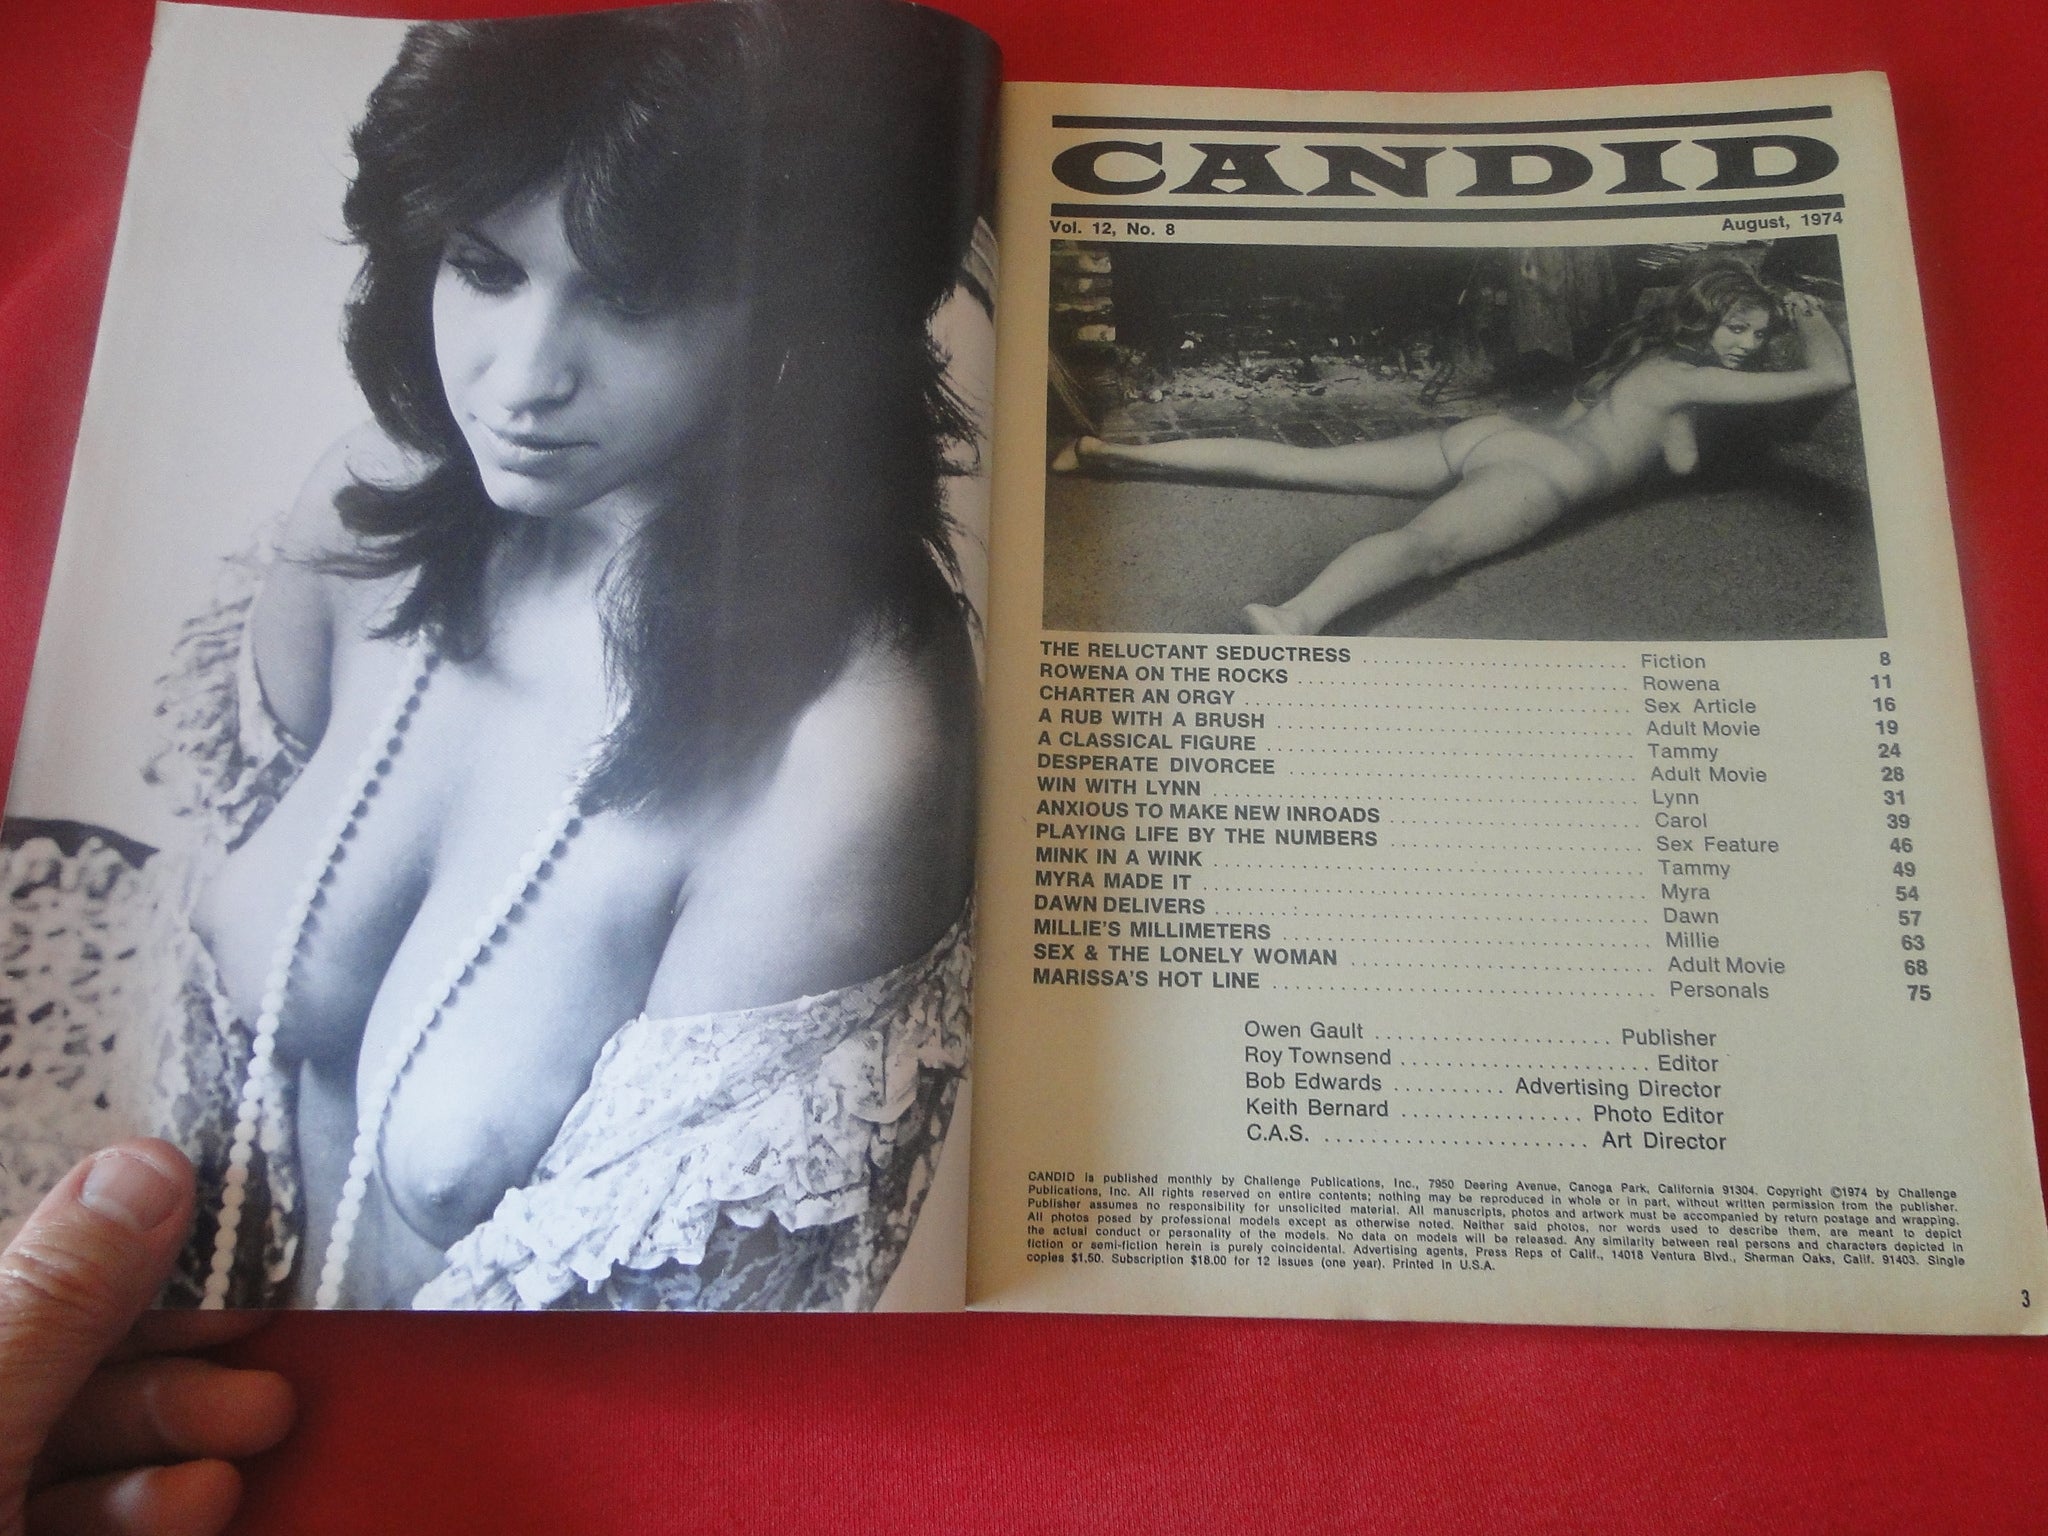 CANDID
Vol. 12, No. 8 August, 1974
THE RELUCTANT SEDUCTRESS ........................ Fiction 8
ROWENA ON THE ROCKS ............................. Rowena 11
CHARTER AN ORGY ................................. Sex Article 16
A RUB WITH A BRUSH .............................. Adult Movie 19
A CLASSICAL FIGURE .............................. Tammy 24
DESPERATE DIVORCEE .............................. Adult Movie 28
WIN WITH LYNN ................................... Lynn 31
ANXIOUS TO MAKE NEW INROADS ..................... Carol 39
PLAYING LIFE BY THE NUMBERS ..................... Sex Feature 46
MINK IN A WINK .................................. Tammy 49
MYRA MADE IT .................................... Myra 54
DAWN DELIVERS ................................... Dawn 57
MILLIE'S MILLIMETERS ............................ Millie 63
SEX & THE LONELY WOMAN .......................... Adult Movie 68
MARISSA'S HOT LINE .............................. Personals 75
Owen Gault ..................... Publisher
Roy Townsend ...................... Editor
Bob Edwards .......... Advertising Director
Keith Bernard ................ Photo Editor
C.A.S. ....................... Art Director
CANDID is published monthly by Challenge Publications, Inc., 7950 Deering Avenue, Canoga Park, California 91304. Copyright ©1974 by Challenge
Publications, Inc. All rights reserved on entire contents; nothing may be reproduced in whole or in part, without written permission from the publisher.
Publisher assumes no responsibility for unsolicited material. All manuscripts, photos and artwork must be accompanied by return postage and wrapping.
All photos posed by professional models except as otherwise noted. Neither said photos, nor words used to describe them, are meant to depict
the actual conduct or personality of the models. No data on models will be released. Any similarity between real persons and characters depicted in
fiction or semi-fiction herein is purely coincidental. Advertising agents, Press Reps of Calif., 14018 Ventura Blvd., Sherman Oaks, Calif. 91403. Single
copies $1.50. Subscription $18.00 for 12 issues (one year). Printed in U.S.A.
3